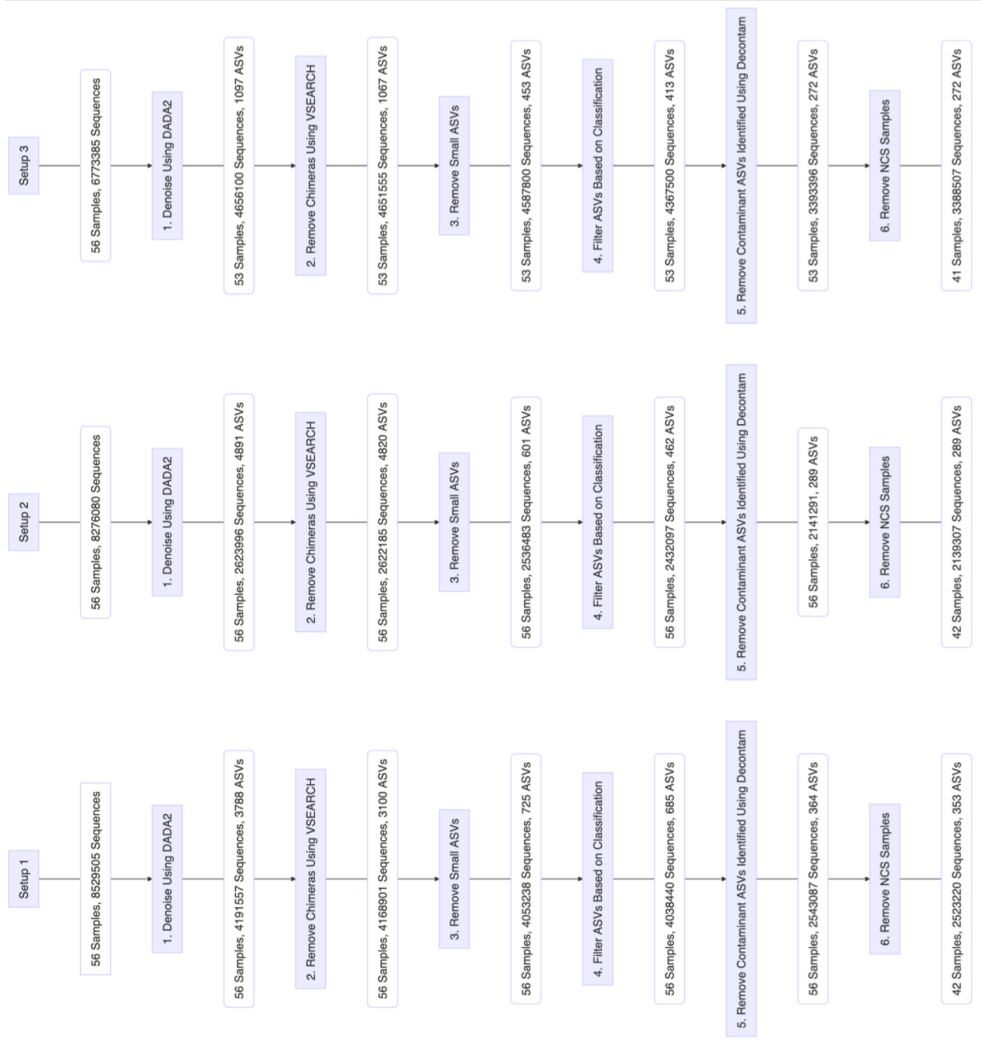 Setup 1
56 Samples, 8529505 Sequences
1. Denoise Using DADA2
56 Samples, 4191557 Sequences, 3788 ASVs
2. Remove Chimeras Using VSEARCH
56 Samples, 4168901 Sequences, 3100 ASVs
3. Remove Small ASVs
56 Samples, 4053238 Sequences, 725 ASVs
4. Filter ASVs Based on Classification
56 Samples, 4038440 Sequences, 685 ASVs
5. Remove Contaminant ASVs Identified Using Decontam
56 Samples, 2543087 Sequences, 364 ASVs
6. Remove NCS Samples
42 Samples, 2523220 Sequences, 353 ASVs
Setup 2
56 Samples, 8276080 Sequences
1. Denoise Using DADA2
56 Samples, 2623996 Sequences, 4891 ASVs
2. Remove Chimeras Using VSEARCH
56 Samples, 2622185 Sequences, 4820 ASVs
3. Remove Small ASVs
56 Samples, 2536483 Sequences, 601 ASVs
4. Filter ASVs Based on Classification
56 Samples, 2432097 Sequences, 462 ASVs
5. Remove Contaminant ASVs Identified Using Decontam
56 Samples, 2141291, 289 ASVs
6. Remove NCS Samples
42 Samples, 2139307 Sequences, 289 ASVs
Setup 3
56 Samples, 6773385 Sequences
1. Denoise Using DADA2
53 Samples, 4656100 Sequences, 1097 ASVs
2. Remove Chimeras Using VSEARCH
53 Samples, 4651555 Sequences, 1067 ASVs
3. Remove Small ASVs
53 Samples, 4587800 Sequences, 453 ASVs
4. Filter ASVs Based on Classification
53 Samples, 4367500 Sequences, 413 ASVs
5. Remove Contaminant ASVs Identified Using Decontam
53 Samples, 3393396 Sequences, 272 ASVs
6. Remove NCS Samples
41 Samples, 3388507 Sequences, 272 ASVs